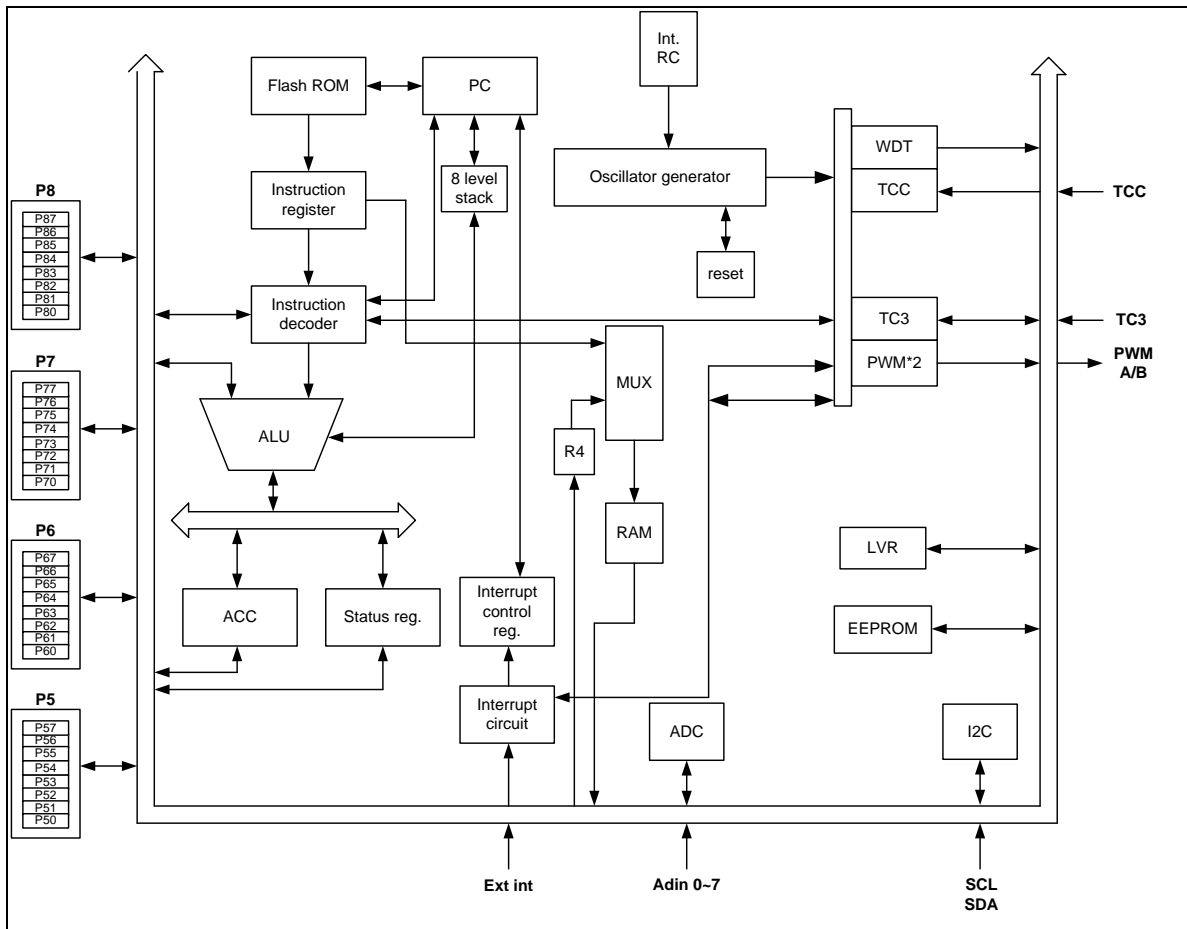 Int.
RC
Flash ROM
PC
WDT
Oscillator generator
TCC
TCC
Instruction
register
8 level
stack
reset
P8
P87
P86
P85
P84
P83
P82
P81
P80
Instruction
decoder
TC3
TC3
PWM*2
PWM
A/B
MUX
P7
P77
P76
P75
P74
P73
P72
P71
P70
ALU
R4
RAM
LVR
P6
P67
P66
P65
P64
P63
P62
P61
P60
ACC
Status reg.
Interrupt
control
reg.
EEPROM
P5
P57
P56
P55
P54
P53
P52
P51
P50
Interrupt
circuit
ADC
I2C
Ext int
Adin 0~7
SCL
SDA